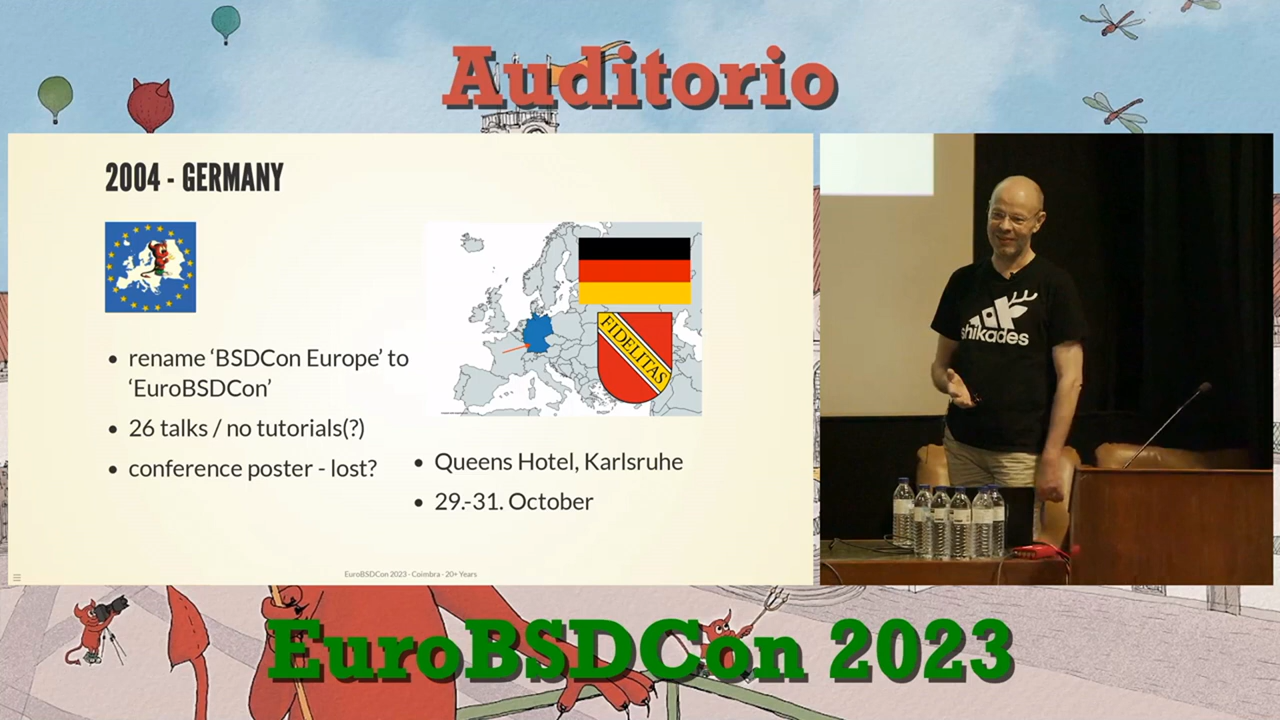 Auditorio
2004 - GERMANY
FIDELITAS
• rename ‘BSDCon Europe’ to
‘EuroBSDCon’
• 26 talks / no tutorials(?)
• conference poster - lost?
• Queens Hotel, Karlsruhe
• 29.-31. October
EuroBSDCon 2023 - Coimbra - 20+ Years
shikades
EuroBSDCon 2023